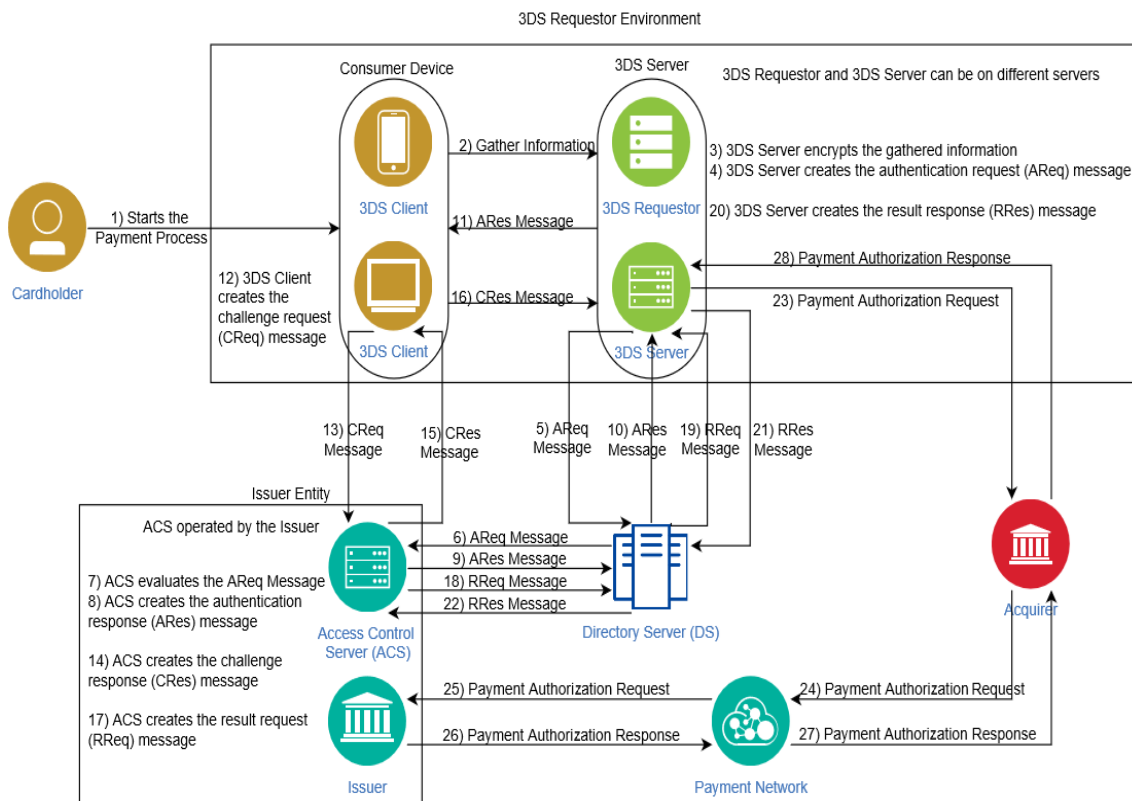 3DS Requestor Environment
Consumer Device
3DS Server
3DS Requestor and 3DS Server can be on different servers
2) Gather Information
3) 3DS Server encrypts the gathered information
4) 3DS Server creates the authentication request (AReq) message
3DS Client
3DS Requestor
1) Starts the
Payment Process
11) ARes Message
20) 3DS Server creates the result response (RRes) message
Cardholder
12) 3DS Client
creates the
challenge request
(CReq) message
16) CRes Message
28) Payment Authorization Response
23) Payment Authorization Request
3DS Client
3DS Server
13) CReq
Message
15) CRes
Message
5) AReq
Message
10) ARes
Message
19) RReq
Message
21) RRes
Message
Issuer Entity
ACS operated by the Issuer
6) AReq Message
9) ARes Message
18) RReq Message
22) RRes Message
7) ACS evaluates the AReq Message
8) ACS creates the authentication
response (ARes) message
Access Control
Server (ACS)
Directory Server (DS)
Acquirer
14) ACS creates the challenge
response (CRes) message
17) ACS creates the result request
(RReq) message
25) Payment Authorization Request
24) Payment Authorization Request
26) Payment Authorization Response
27) Payment Authorization Response
Issuer
Payment Network